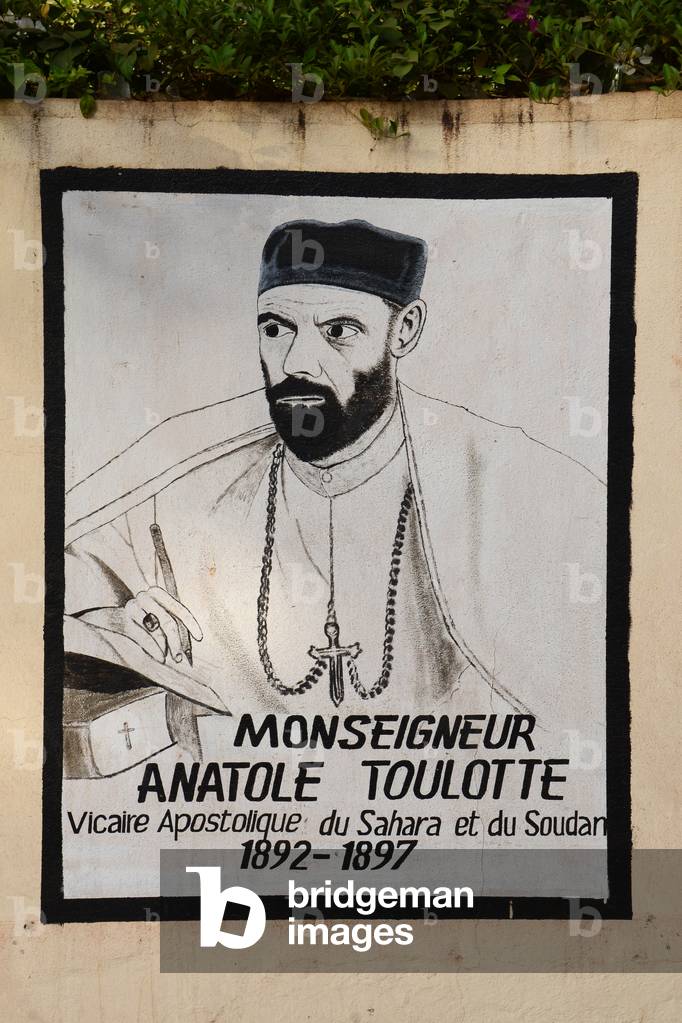 MONSEIGNEUR
ANATOLE TOULOTTE
Vicaire Apostolique du Sahara et du Soudan
1892-1897
b bridgeman
images